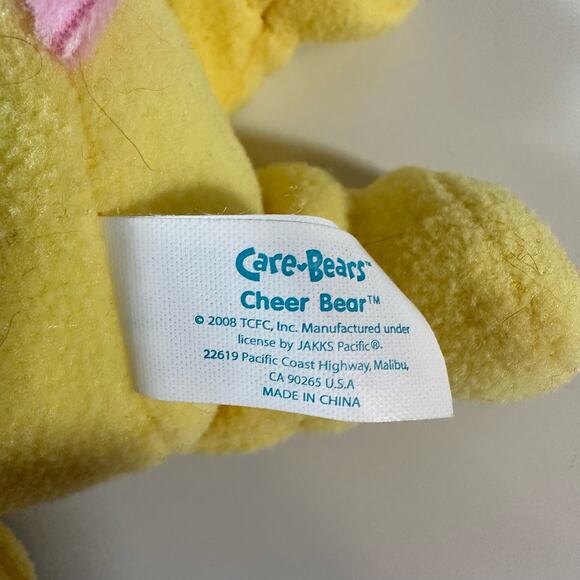 Care Bears™
Cheer Bear™
© 2008 TCFC, Inc. Manufactured under
license by JAKKS Pacific®.
22619 Pacific Coast Highway, Malibu,
CA 90265 U.S.A
MADE IN CHINA